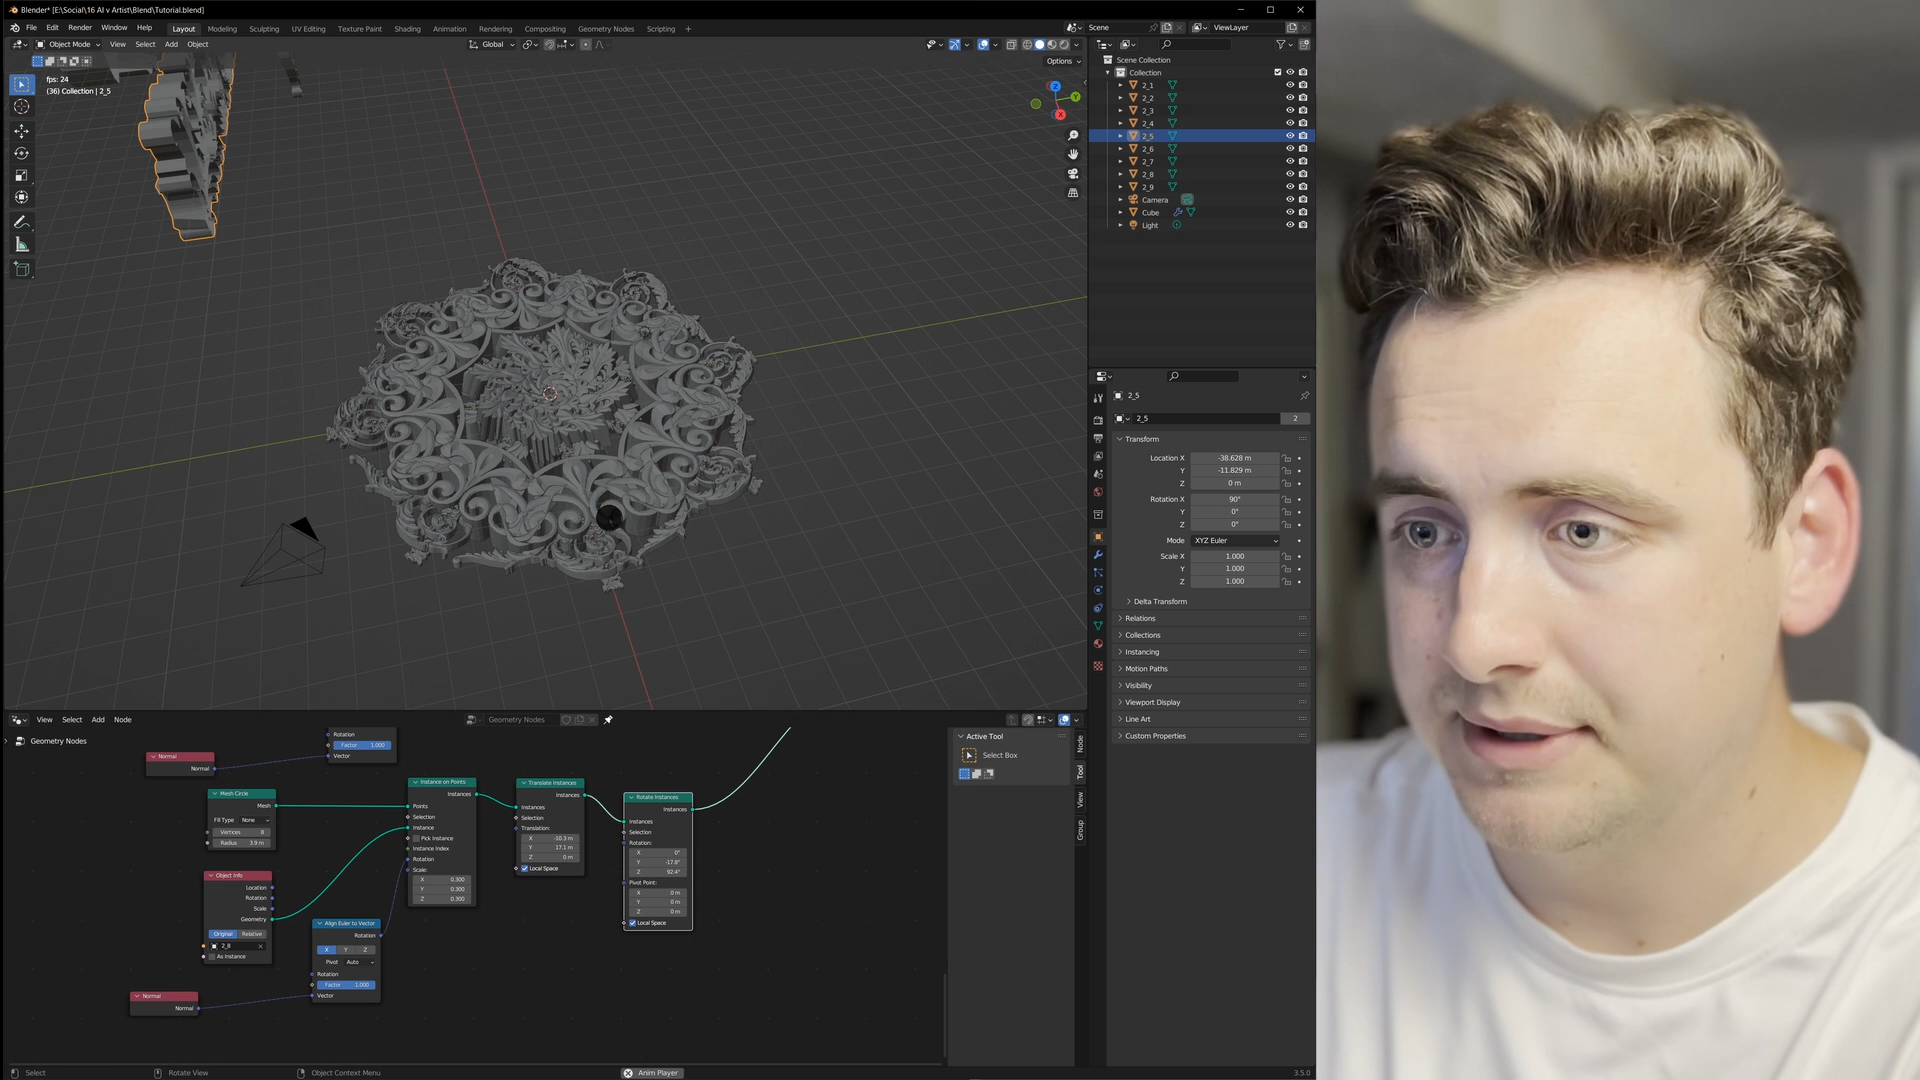 Blender* [E:\Social\16 AI v Artist\Blend\Tutorial.blend]
File Edit Render Window Help Layout Modeling Sculpting UV Editing Texture Paint Shading Animation Rendering Compositing Geometry Nodes Scripting +
Scene
ViewLayer
Object Mode View Select Add Object
Global
Options
fps: 24
(36) Collection | 2_5
Z
Y
X
Scene Collection
Collection
2_1
2_2
2_3
2_4
2_5
2_6
2_7
2_8
2_9
Camera
Cube
Light
2_5
2_5 2
Transform
Location X -38.628 m
Y -11.829 m
Z 0 m
Rotation X 90°
Y 0°
Z 0°
Mode XYZ Euler
Scale X 1.000
Y 1.000
Z 1.000
Delta Transform
Relations
Collections
Instancing
Motion Paths
Visibility
Viewport Display
Line Art
Custom Properties
View Select Add Node
Geometry Nodes
Geometry Nodes
Rotation
Factor 1.000
Vector
Normal
Normal
Mesh Circle
Mesh
Fill Type None
Vertices 8
Radius 3.9 m
Object Info
Location
Rotation
Scale
Geometry
Original Relative
2_8
As Instance
Normal
Normal
Align Euler to Vector
Rotation
X Y Z
Pivot Auto
Rotation
Factor 1.000
Vector
Instance on Points
Instances
Points
Selection
Instance
Pick Instance
Instance Index
Rotation
Scale:
X 0.300
Y 0.300
Z 0.300
Translate Instances
Instances
Instances
Selection
Translation:
X -10.3 m
Y 17.1 m
Z 0 m
Local Space
Rotate Instances
Instances
Instances
Selection
Rotation:
X 0°
Y -17.8°
Z 92.4°
Pivot Point:
X 0 m
Y 0 m
Z 0 m
Local Space
Active Tool
Select Box
Node
Tool
View
Group
Select
Rotate View
Object Context Menu
Anim Player
3.5.0